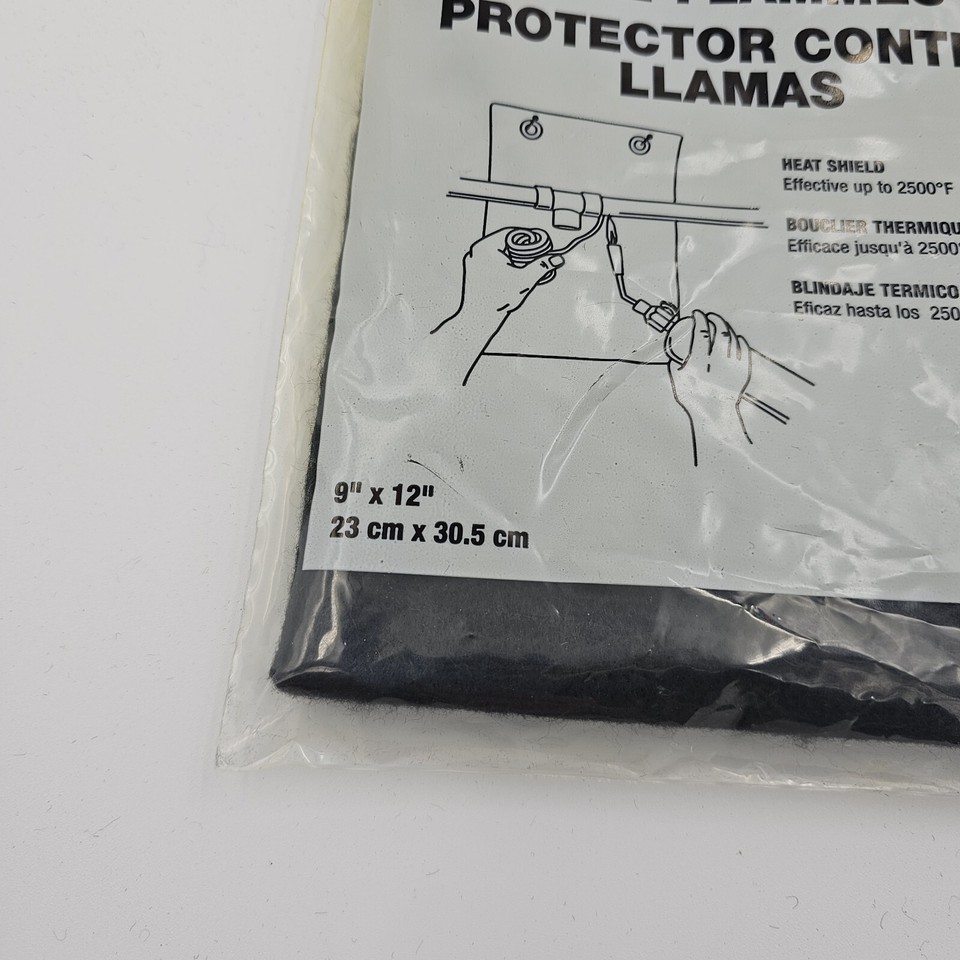 PROTECTOR CONT
LLAMAS
HEAT SHIELD
Effective up to 2500°F
BOUCLIER THERMIQU
Efficace jusqu'à 2500°
BLINDAJE TERMICO
Eficaz hasta los 250
9" x 12"
23 cm x 30.5 cm